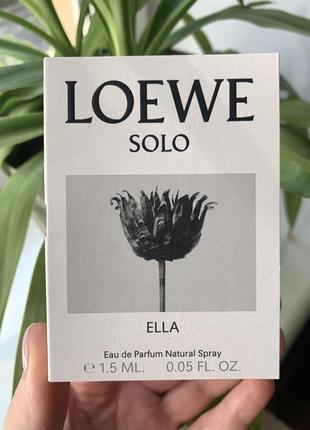 LOEWE
SOLO
ELLA
Eau de Parfum Natural Spray
℮ 1.5 ML. 0.05 FL. OZ.